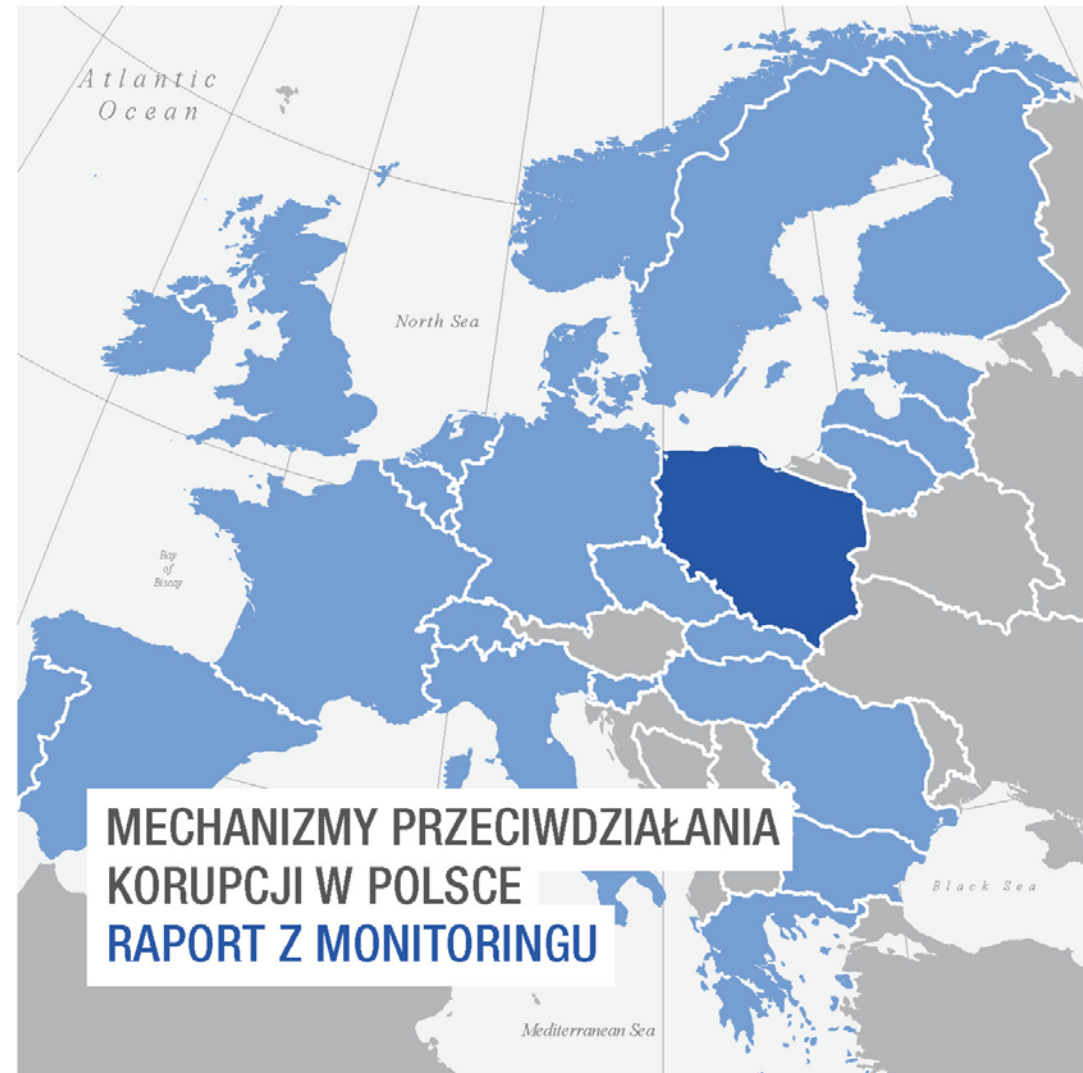 Atlantic
Ocean
North Sea
Bay
of
Biscay
MECHANIZMY PRZECIWDZIAŁANIA
KORUPCJI W POLSCE
RAPORT Z MONITORINGU
Black Sea
Mediterranean Sea